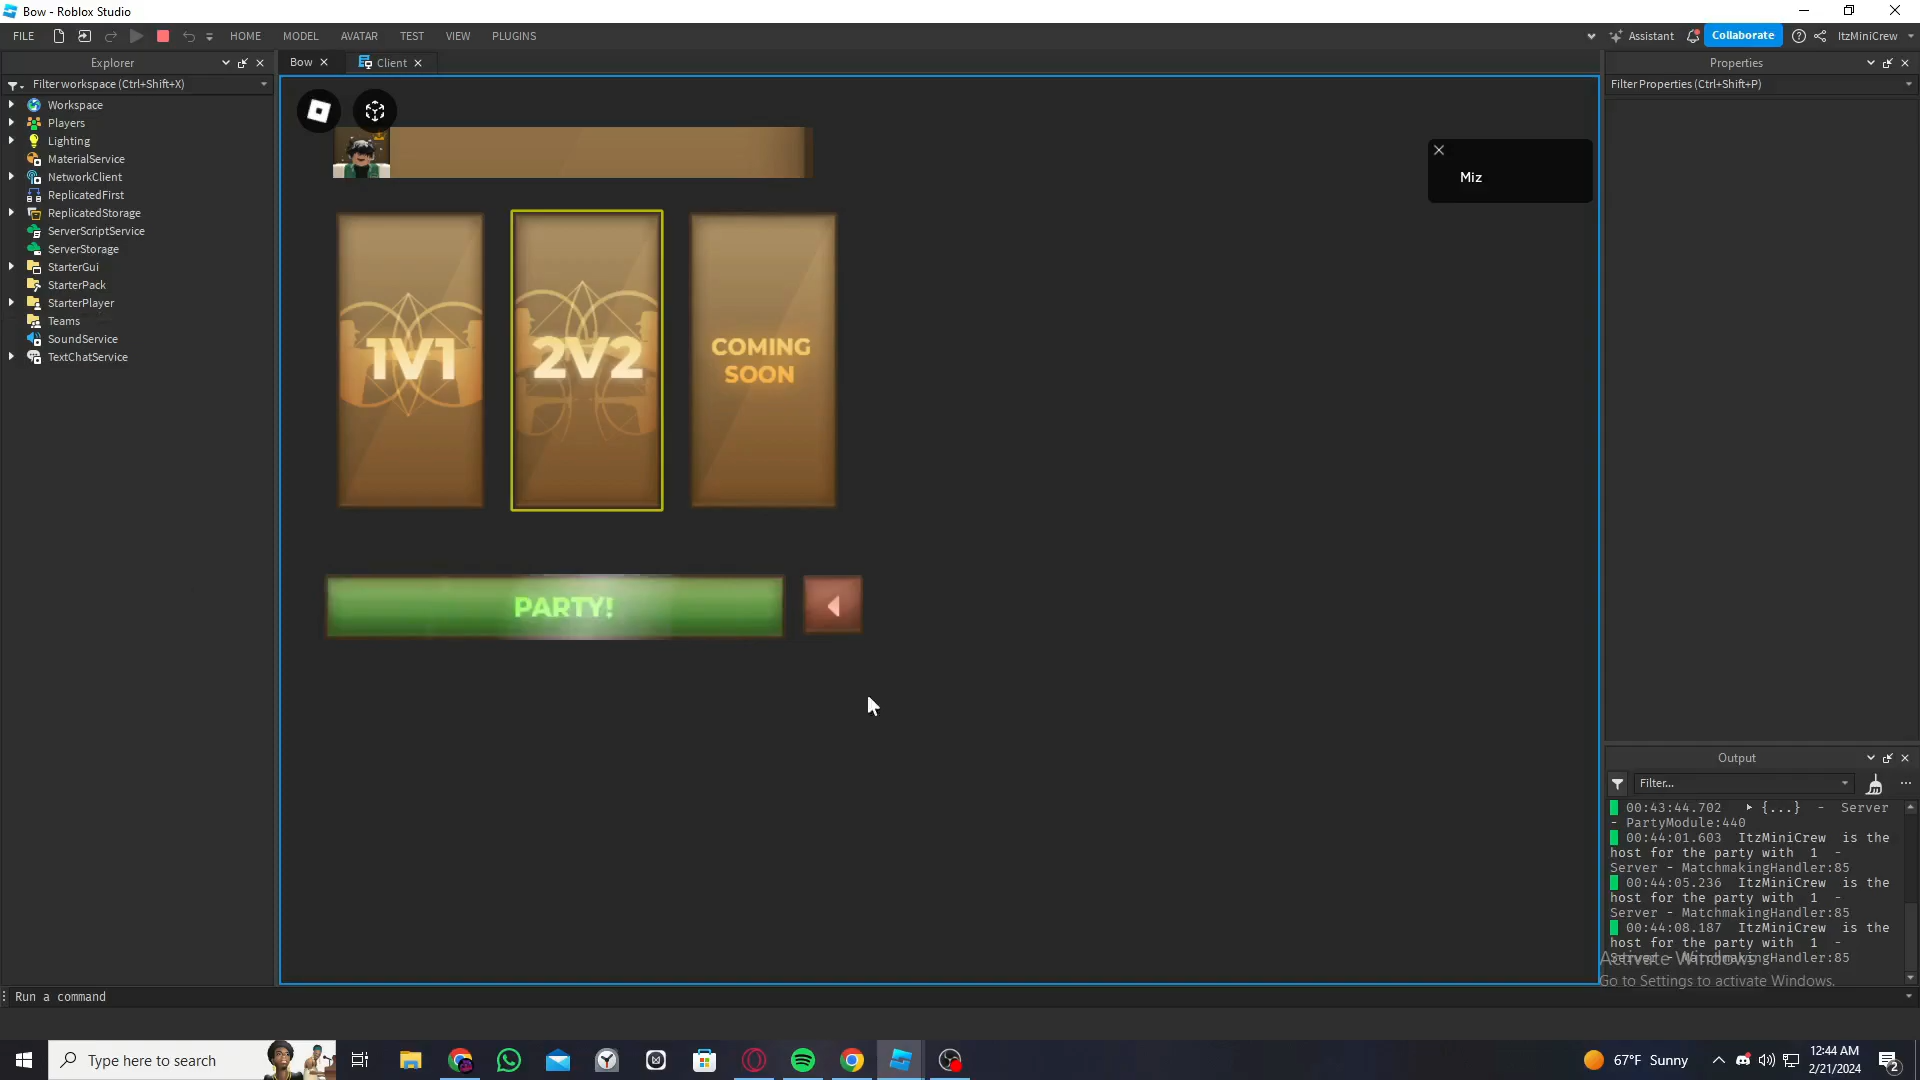 Bow - Roblox Studio
FILE HOME MODEL AVATAR TEST VIEW PLUGINS Assistant Collaborate ItzMiniCrew
Explorer
Filter workspace (Ctrl+Shift+X)
Workspace
Players
Lighting
MaterialService
NetworkClient
ReplicatedFirst
ReplicatedStorage
ServerScriptService
ServerStorage
StarterGui
StarterPack
StarterPlayer
Teams
SoundService
TextChatService
Bow Client
Miz
1V1
2V2
COMING
SOON
PARTY!
Properties
Filter Properties (Ctrl+Shift+P)
Output
Filter...
00:43:44.702 {...} - Server
- PartyModule:440
00:44:01.603 ItzMiniCrew is the
host for the party with 1 -
Server - MatchmakingHandler:85
00:44:05.236 ItzMiniCrew is the
host for the party with 1 -
Server - MatchmakingHandler:85
00:44:08.187 ItzMiniCrew is the
host for the party with 1 -
Server - MatchmakingHandler:85
Activate Windows
Go to Settings to activate Windows.
Run a command
Type here to search
67°F Sunny
12:44 AM
2/21/2024
2